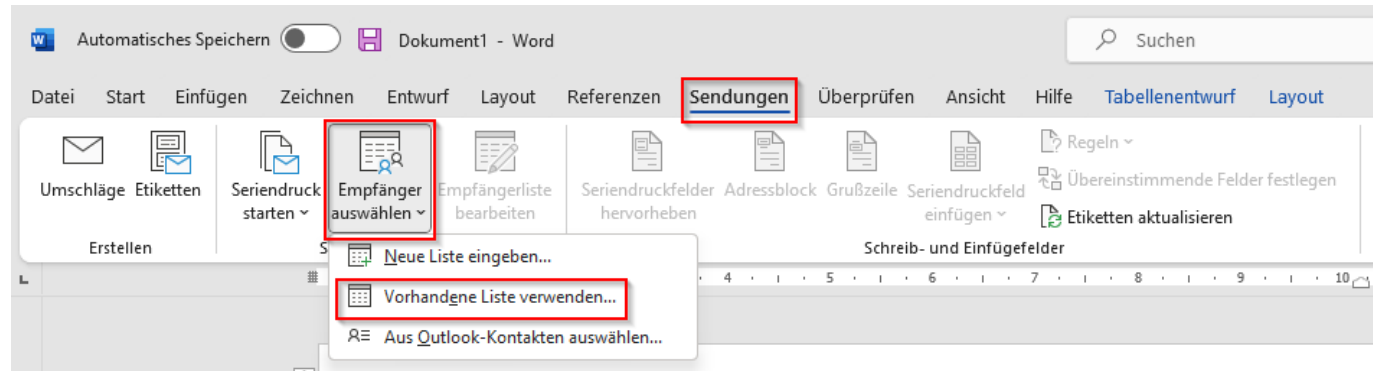 Automatisches Speichern Dokument1 - Word Suchen
Datei Start Einfügen Zeichnen Entwurf Layout Referenzen Sendungen Überprüfen Ansicht Hilfe Tabellenentwurf Layout
Umschläge Etiketten Seriendruck starten Empfänger auswählen Empfängerliste bearbeiten Seriendruckfelder hervorheben Adressblock Grußzeile Seriendruckfeld einfügen
Regeln
Übereinstimmende Felder festlegen
Etiketten aktualisieren
Erstellen S Schreib- und Einfügefelder
Neue Liste eingeben...
Vorhandene Liste verwenden...
Aus Outlook-Kontakten auswählen...
4 5 6 7 8 9 10